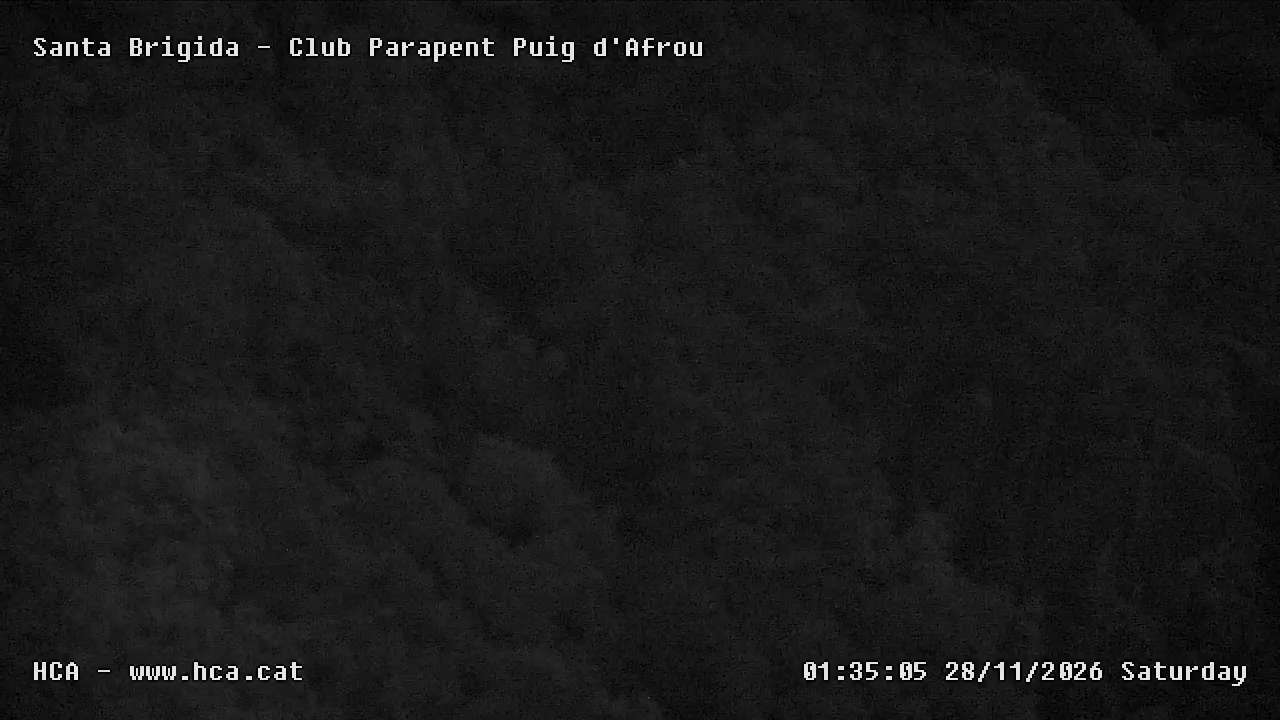 Santa Brigida - Club Parapent Puig d'Afrou
HCA - www.hca.cat
01:35:05 28/11/2026 Saturday